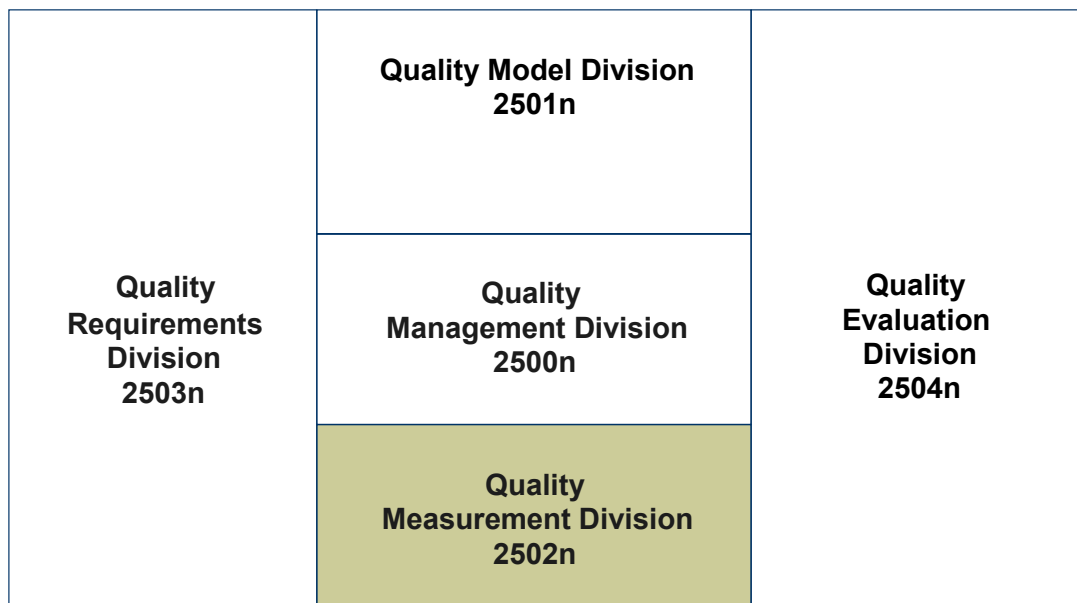 Quality Model Division
2501n
Quality
Requirements
Division
2503n
Quality
Management Division
2500n
Quality
Evaluation
Division
2504n
Quality
Measurement Division
2502n